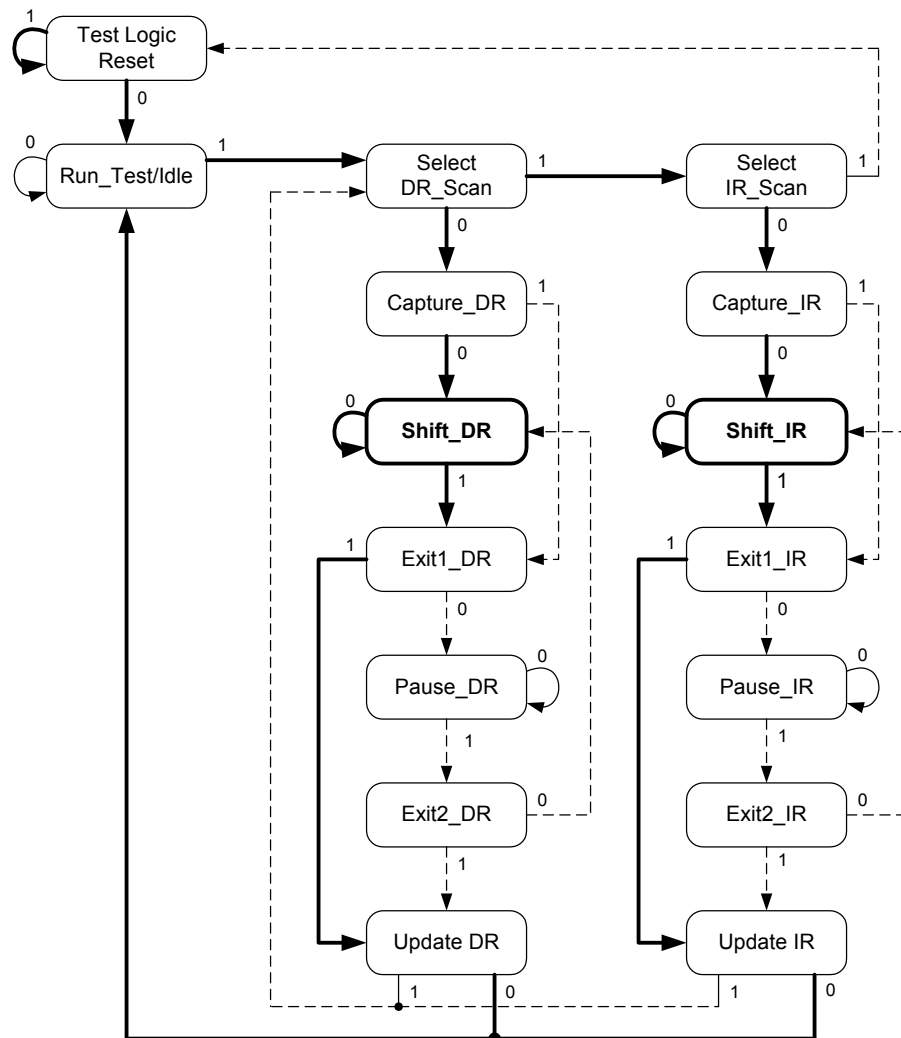 1
Test Logic
Reset
0
0
Run_Test/Idle
1
Select
DR_Scan
1
Select
IR_Scan
1
0
0
Capture_DR
1
Capture_IR
1
0
0
0
Shift_DR
0
Shift_IR
1
1
1
Exit1_DR
1
Exit1_IR
0
0
Pause_DR
0
Pause_IR
0
1
1
Exit2_DR
0
Exit2_IR
0
1
1
Update DR
Update IR
1
0
1
0